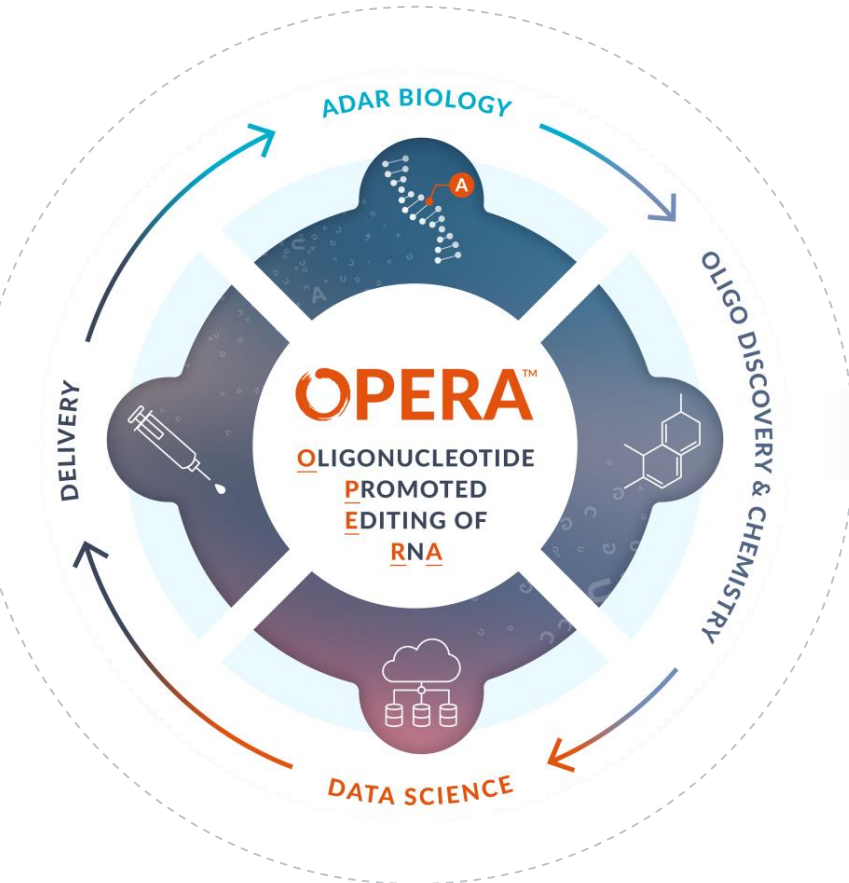 ADAR BIOLOGY
A
OLIGO DISCOVERY & CHEMISTRY
OPERA™
OLIGONUCLEOTIDE
PROMOTED
EDITING OF
RNA
DELIVERY
DATA SCIENCE